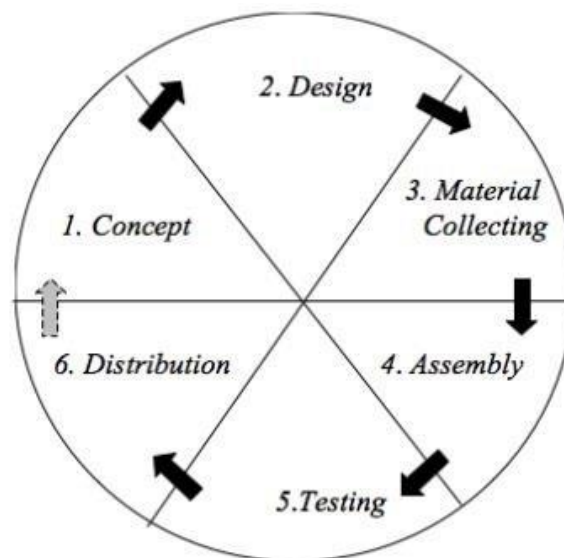 2. Design
3. Material
Collecting
1. Concept
6. Distribution
4. Assembly
5.Testing